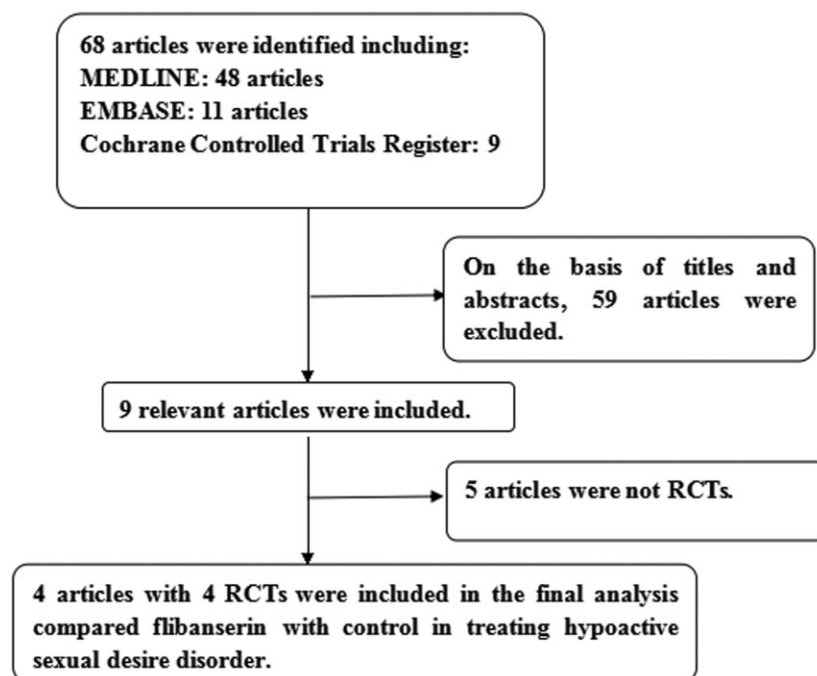 68 articles were identified including:
MEDLINE: 48 articles
EMBASE: 11 articles
Cochrane Controlled Trials Register: 9
On the basis of titles and
abstracts, 59 articles were
excluded.
9 relevant articles were included.
5 articles were not RCTs.
4 articles with 4 RCTs were included in the final analysis
compared flibanserin with control in treating hypoactive
sexual desire disorder.